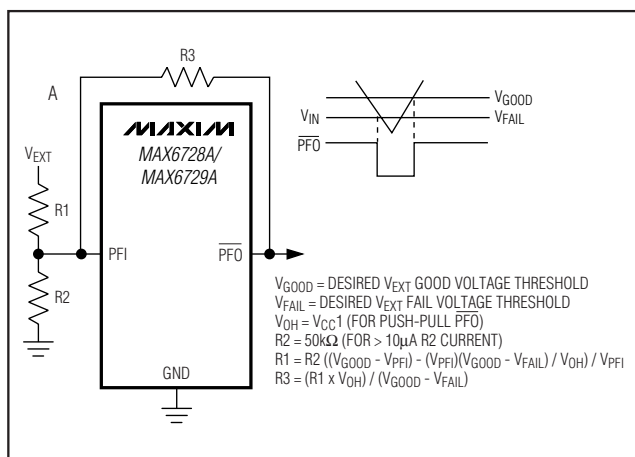 R3
A
MAXIM
MAX6728A/
MAX6729A
VEXT
R1
PFI
PFO
R2
GND
VGOOD
VIN
VFAIL
PFO
VGOOD = DESIRED VEXT GOOD VOLTAGE THRESHOLD
VFAIL = DESIRED VEXT FAIL VOLTAGE THRESHOLD
VOH = VCC1 (FOR PUSH-PULL PFO)
R2 = 50kΩ (FOR > 10µA R2 CURRENT)
R1 = R2 ((VGOOD - VPFI) - (VPFI)(VGOOD - VFAIL) / VOH) / VPFI
R3 = (R1 x VOH) / (VGOOD - VFAIL)